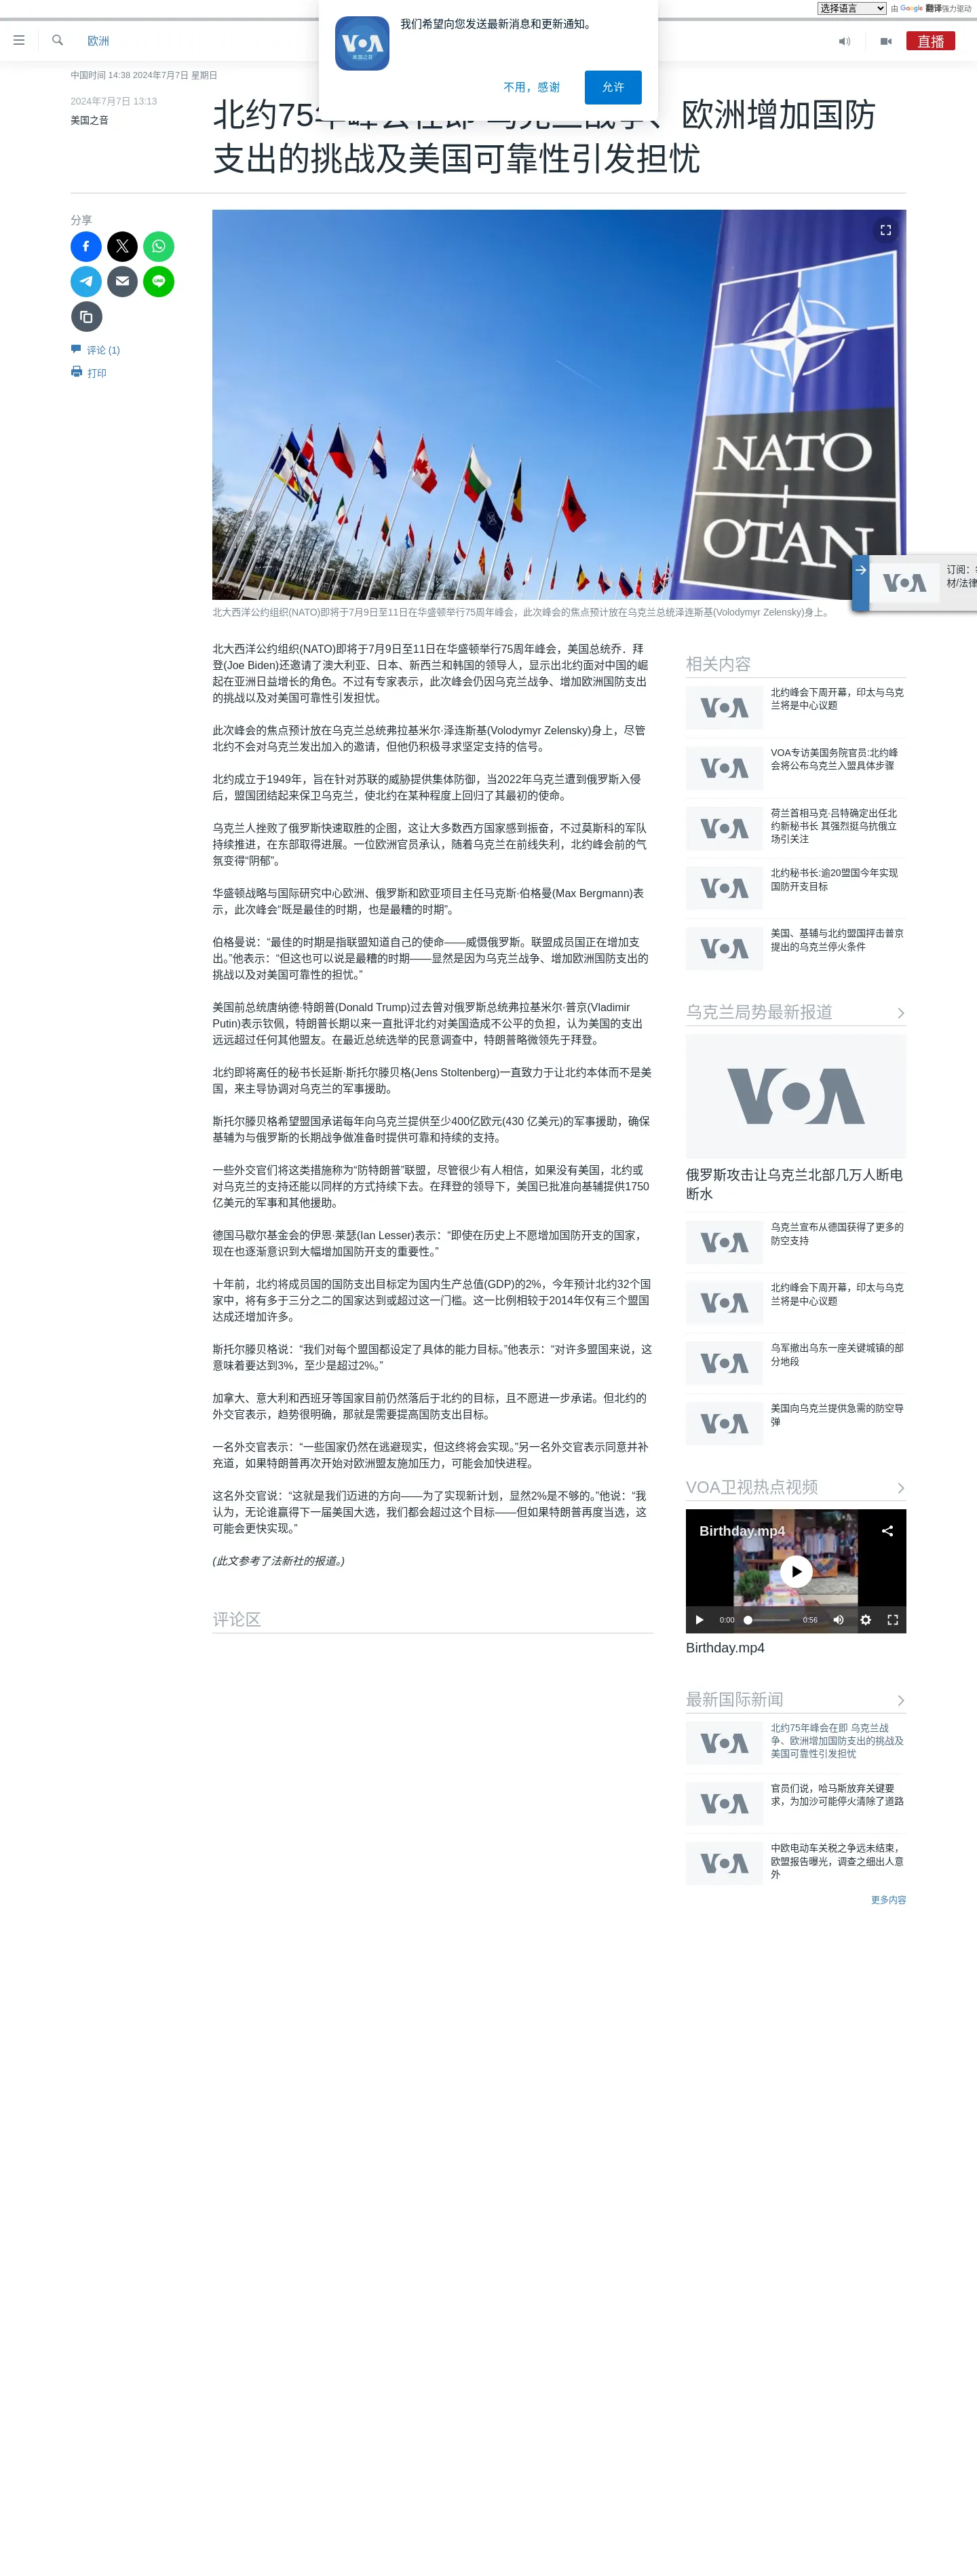 选择语言
由 Google 翻译强力驱动
我们希望向您发送最新消息和更新通知。
VOA
美国之音
不用，感谢
允许
欧洲
直播
中国时间 14:38 2024年7月7日 星期日
2024年7月7日 13:13
美国之音
北约75年峰会在即 乌克兰战争、欧洲增加国防
支出的挑战及美国可靠性引发担忧
分享
评论 (1)
打印
NATO
OTAN
订阅：
材/法律
VOA
北大西洋公约组织(NATO)即将于7月9日至11日在华盛顿举行75周年峰会，此次峰会的焦点预计放在乌克兰总统泽连斯基(Volodymyr Zelensky)身上。
北大西洋公约组织(NATO)即将于7月9日至11日在华盛顿举行75周年峰会，美国总统乔．拜
登(Joe Biden)还邀请了澳大利亚、日本、新西兰和韩国的领导人，显示出北约面对中国的崛
起在亚洲日益增长的角色。不过有专家表示，此次峰会仍因乌克兰战争、增加欧洲国防支出
的挑战以及对美国可靠性引发担忧。
此次峰会的焦点预计放在乌克兰总统弗拉基米尔·泽连斯基(Volodymyr Zelensky)身上，尽管
北约不会对乌克兰发出加入的邀请，但他仍积极寻求坚定支持的信号。
北约成立于1949年，旨在针对苏联的威胁提供集体防御，当2022年乌克兰遭到俄罗斯入侵
后，盟国团结起来保卫乌克兰，使北约在某种程度上回归了其最初的使命。
乌克兰人挫败了俄罗斯快速取胜的企图，这让大多数西方国家感到振奋，不过莫斯科的军队
持续推进，在东部取得进展。一位欧洲官员承认，随着乌克兰在前线失利，北约峰会前的气
氛变得“阴郁”。
华盛顿战略与国际研究中心欧洲、俄罗斯和欧亚项目主任马克斯·伯格曼(Max Bergmann)表
示，此次峰会“既是最佳的时期，也是最糟的时期”。
伯格曼说：“最佳的时期是指联盟知道自己的使命——威慑俄罗斯。联盟成员国正在增加支
出。”他表示：“但这也可以说是最糟的时期——显然是因为乌克兰战争、增加欧洲国防支出的
挑战以及对美国可靠性的担忧。”
美国前总统唐纳德·特朗普(Donald Trump)过去曾对俄罗斯总统弗拉基米尔·普京(Vladimir
Putin)表示钦佩，特朗普长期以来一直批评北约对美国造成不公平的负担，认为美国的支出
远远超过任何其他盟友。在最近总统选举的民意调查中，特朗普略微领先于拜登。
北约即将离任的秘书长延斯·斯托尔滕贝格(Jens Stoltenberg)一直致力于让北约本体而不是美
国，来主导协调对乌克兰的军事援助。
斯托尔滕贝格希望盟国承诺每年向乌克兰提供至少400亿欧元(430 亿美元)的军事援助，确保
基辅为与俄罗斯的长期战争做准备时提供可靠和持续的支持。
一些外交官们将这类措施称为“防特朗普”联盟，尽管很少有人相信，如果没有美国，北约或
对乌克兰的支持还能以同样的方式持续下去。在拜登的领导下，美国已批准向基辅提供1750
亿美元的军事和其他援助。
德国马歇尔基金会的伊恩·莱瑟(Ian Lesser)表示：“即使在历史上不愿增加国防开支的国家，
现在也逐渐意识到大幅增加国防开支的重要性。”
十年前，北约将成员国的国防支出目标定为国内生产总值(GDP)的2%，今年预计北约32个国
家中，将有多于三分之二的国家达到或超过这一门槛。这一比例相较于2014年仅有三个盟国
达成还增加许多。
斯托尔滕贝格说：“我们对每个盟国都设定了具体的能力目标。”他表示：“对许多盟国来说，这
意味着要达到3%，至少是超过2%。”
加拿大、意大利和西班牙等国家目前仍然落后于北约的目标，且不愿进一步承诺。但北约的
外交官表示，趋势很明确，那就是需要提高国防支出目标。
一名外交官表示：“一些国家仍然在逃避现实，但这终将会实现。”另一名外交官表示同意并补
充道，如果特朗普再次开始对欧洲盟友施加压力，可能会加快进程。
这名外交官说：“这就是我们迈进的方向——为了实现新计划，显然2%是不够的。”他说：“我
认为，无论谁赢得下一届美国大选，我们都会超过这个目标——但如果特朗普再度当选，这
可能会更快实现。”
(此文参考了法新社的报道。)
评论区
相关内容
VOA
北约峰会下周开幕，印太与乌克
兰将是中心议题
VOA
VOA专访美国务院官员:北约峰
会将公布乌克兰入盟具体步骤
VOA
荷兰首相马克·吕特确定出任北
约新秘书长 其强烈挺乌抗俄立
场引关注
VOA
北约秘书长:逾20盟国今年实现
国防开支目标
VOA
美国、基辅与北约盟国抨击普京
提出的乌克兰停火条件
乌克兰局势最新报道
VOA
俄罗斯攻击让乌克兰北部几万人断电
断水
VOA
乌克兰宣布从德国获得了更多的
防空支持
VOA
北约峰会下周开幕，印太与乌克
兰将是中心议题
VOA
乌军撤出乌东一座关键城镇的部
分地段
VOA
美国向乌克兰提供急需的防空导
弹
VOA卫视热点视频
Birthday.mp4
0:00
0:56
Birthday.mp4
最新国际新闻
VOA
北约75年峰会在即 乌克兰战
争、欧洲增加国防支出的挑战及
美国可靠性引发担忧
VOA
官员们说，哈马斯放弃关键要
求，为加沙可能停火清除了道路
VOA
中欧电动车关税之争远未结束，
欧盟报告曝光，调查之细出人意
外
更多内容